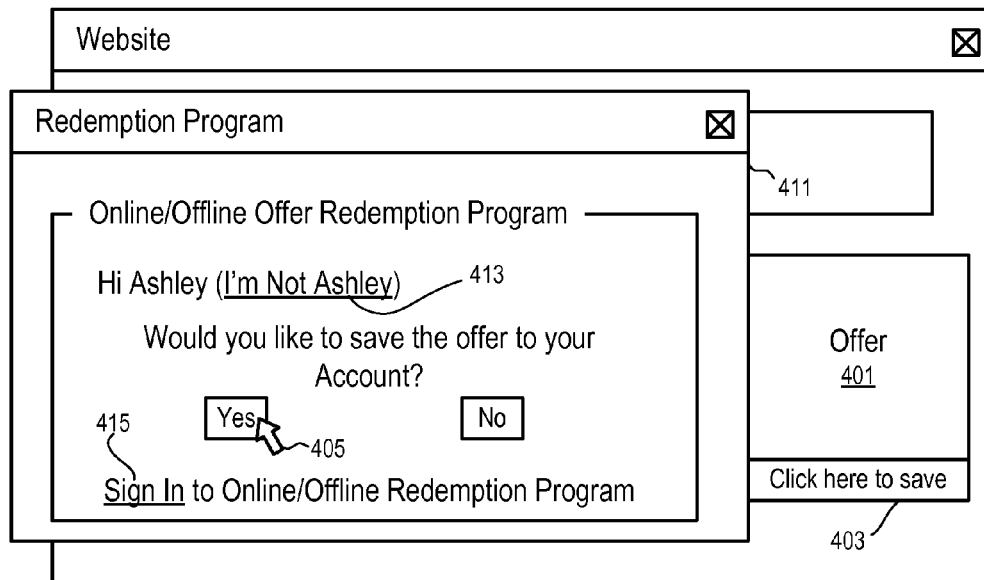 Website
Redemption Program
411
Online/Offline Offer Redemption Program
Hi Ashley (I'm Not Ashley)
413
Would you like to save the offer to your
Account?
Yes
No
405
415
Sign In to Online/Offline Redemption Program
Offer
401
Click here to save
403